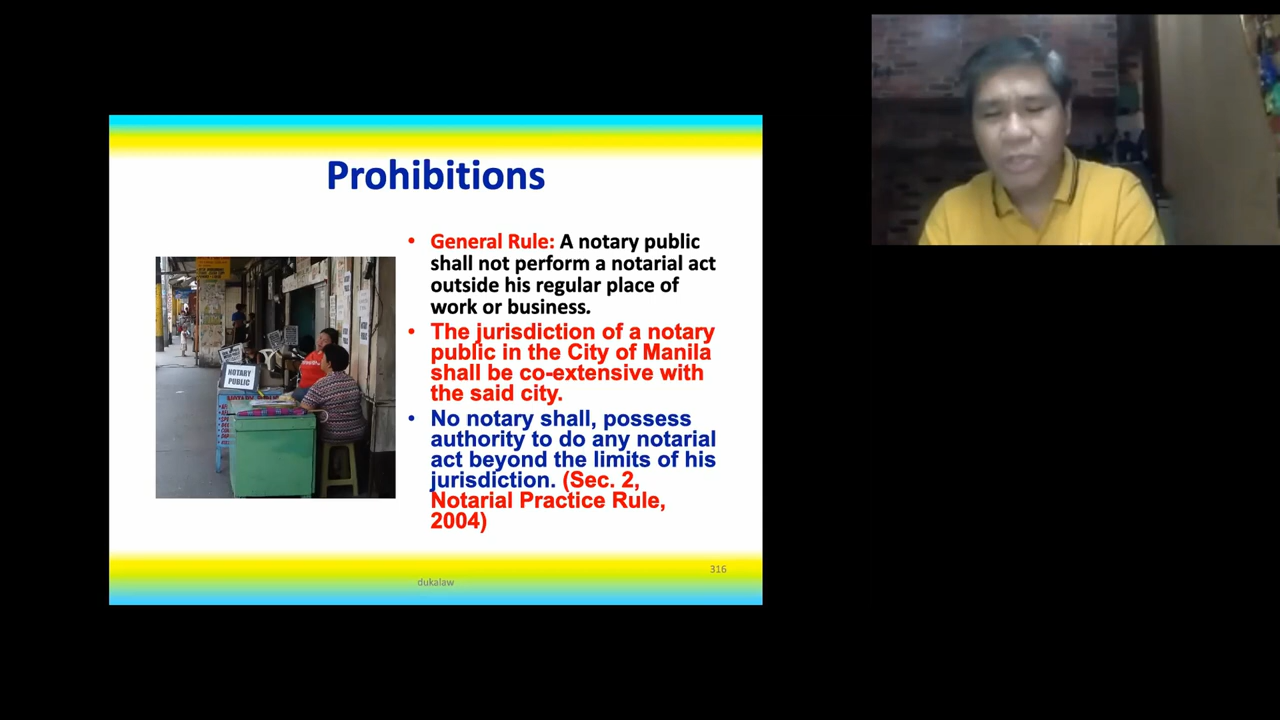 Prohibitions
• General Rule: A notary public
shall not perform a notarial act
outside his regular place of
work or business.
• The jurisdiction of a notary
public in the City of Manila
shall be co-extensive with
the said city.
• No notary shall, possess
authority to do any notarial
act beyond the limits of his
jurisdiction. (Sec. 2,
Notarial Practice Rule,
2004)
NOTARY
PUBLIC
316
dukalaw